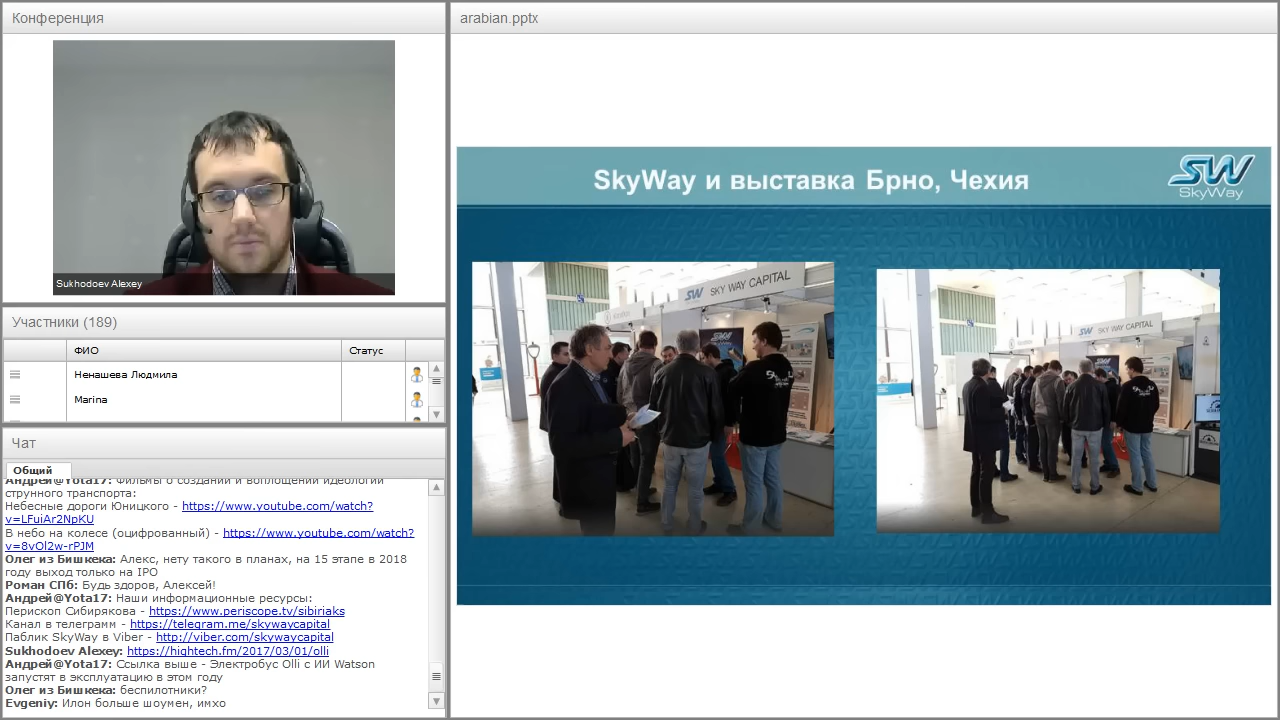 Конференция
Sukhodoev Alexey
Участники (189)
ФИО
Статус
Ненашева Людмила
Marina
Чат
Общий
Андрей@Yota17: Фильмы о создании и воплощении идеологии
струнного транспорта:
Небесные дороги Юницкого - https://www.youtube.com/watch?
v=LFuiAr2NpKU
В небо на колесе (оцифрованный) - https://www.youtube.com/watch?
v=8vOl2w-rPJM
Олег из Бишкека: Алекс, нету такого в планах, на 15 этапе в 2018
году выход только на IPO
Роман СПб: Будь здоров, Алексей!
Андрей@Yota17: Наши информационные ресурсы:
Перископ Сибирякова - https://www.periscope.tv/sibiriaks
Канал в телеграмм - https://telegram.me/skywaycapital
Паблик SkyWay в Viber - http://viber.com/skywaycapital
Sukhodoev Alexey: https://hightech.fm/2017/03/01/olli
Андрей@Yota17: Ссылка выше - Электробус Olli с ИИ Watson
запустят в эксплуатацию в этом году
Олег из Бишкека: беспилотники?
Evgeniy: Илон больше шоумен, имхо
arabian.pptx
SkyWay и выставка Брно, Чехия
SW
SkyWay
SW SKY WAY CAPITAL
SW
SW SKY WAY CAPITAL